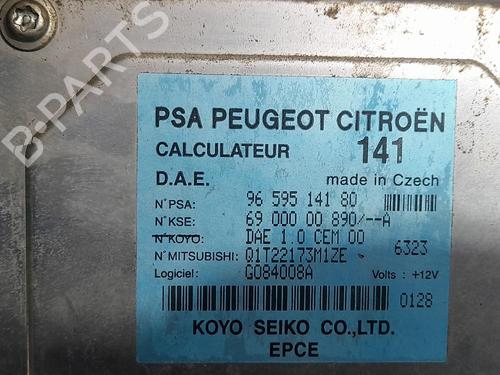 B-PARTS
PSA PEUGEOT CITROËN
CALCULATEUR 141
D.A.E. made in Czech
N° PSA: 96 595 141 80
N° KSE: 69 000 00 890/--A
N° KOYO: DAE 1.0 CEM 00
N° MITSUBISHI: Q1T22173M1ZE 6323
Logiciel: G084008A Volts : +12V
0128
KOYO SEIKO CO.,LTD.
EPCE